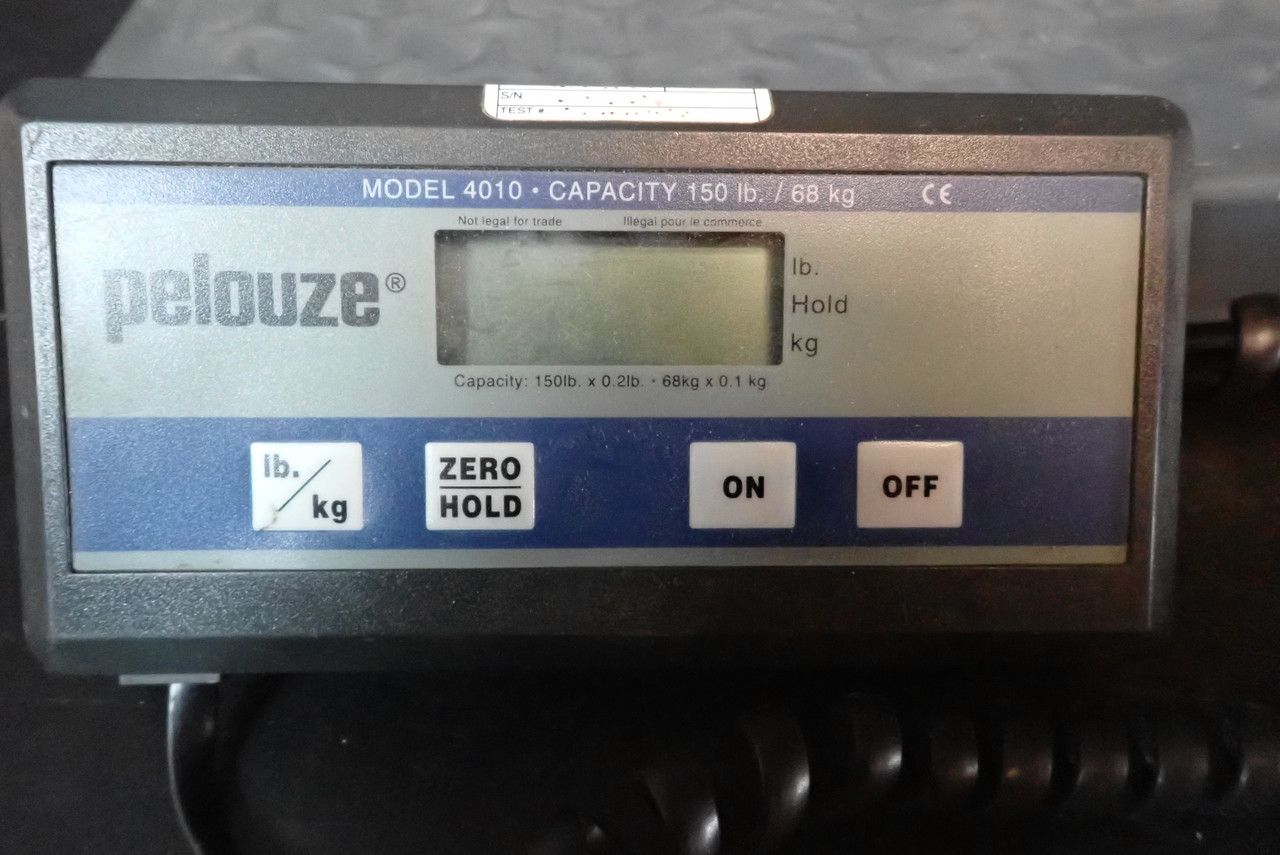 S/N
TEST #
MODEL 4010 • CAPACITY 150 lb. / 68 kg CE
Not legal for trade Illegal pour le commerce
pelouze®
lb.
Hold
kg
Capacity: 150lb. x 0.2lb. • 68kg x 0.1 kg
lb./kg
ZERO
HOLD
ON
OFF